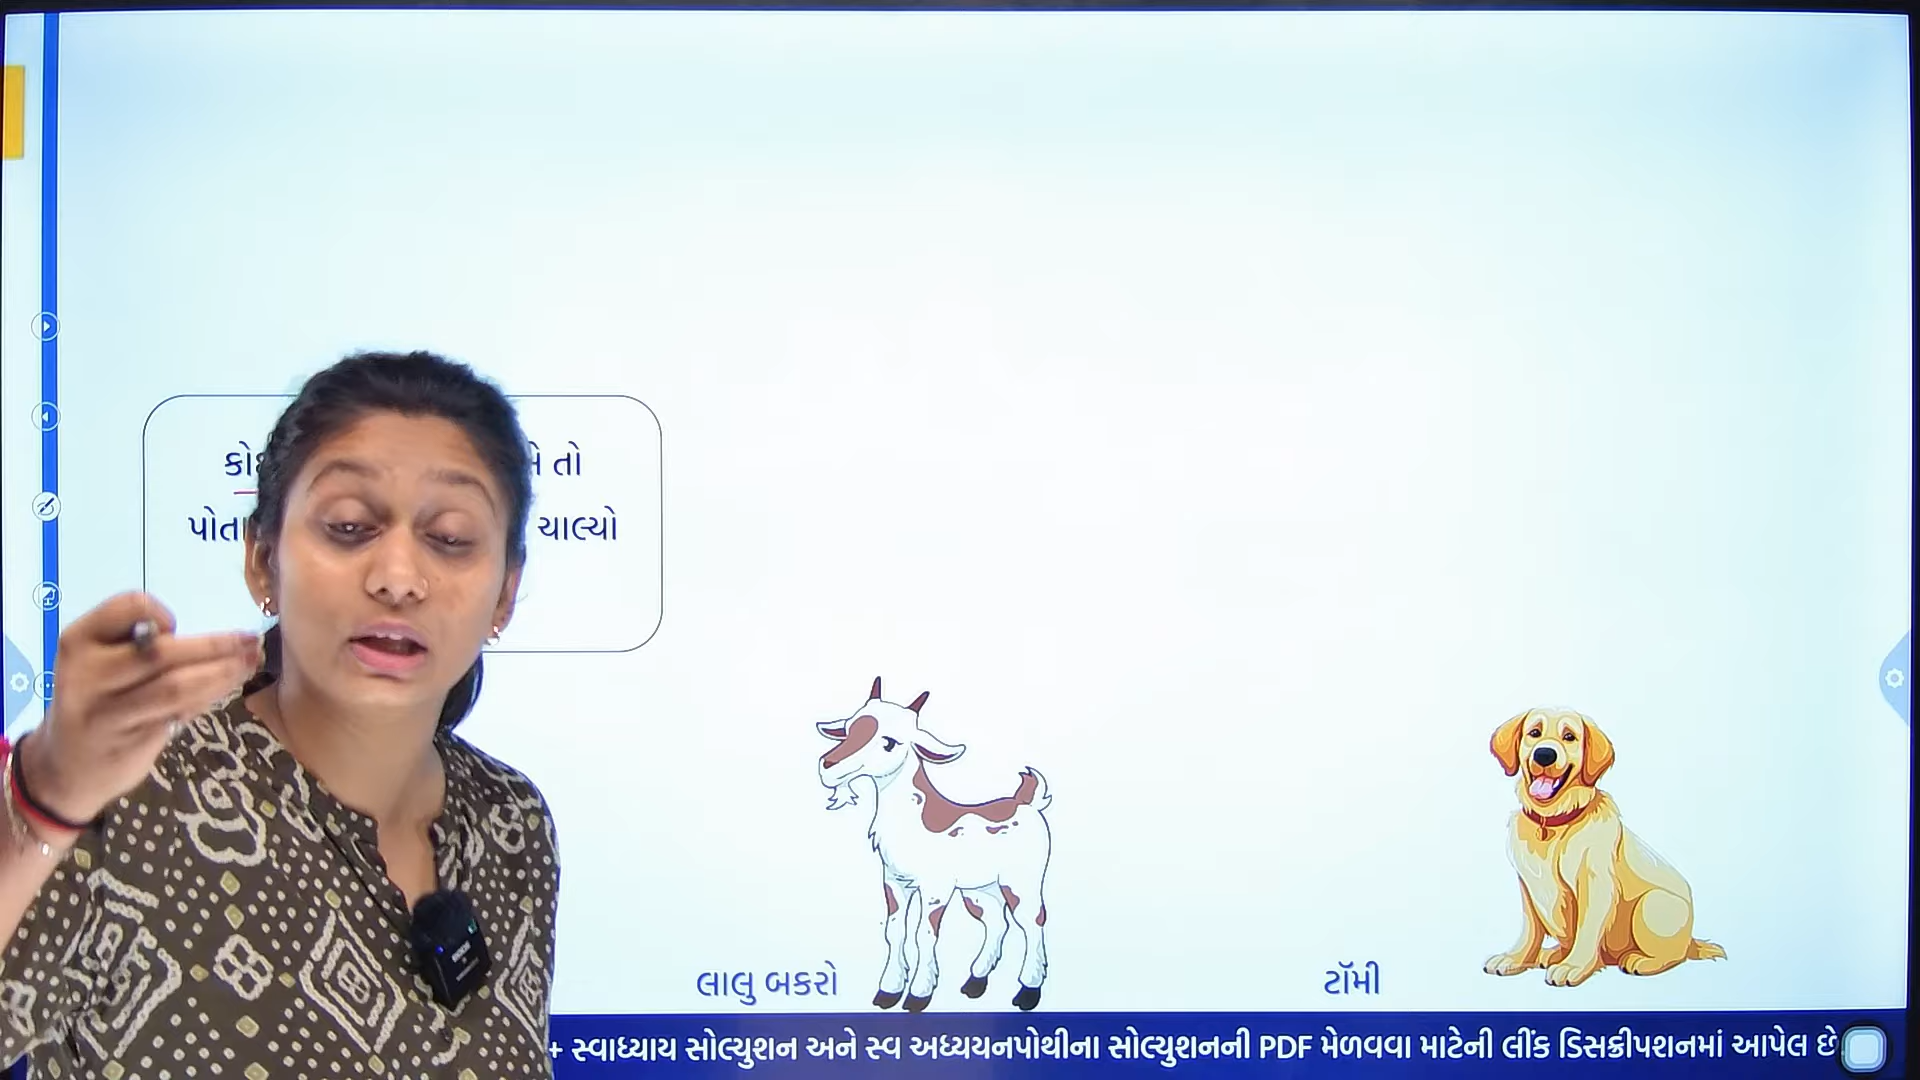 તો
પોતા ચાલ્યો
લાલુ બકરો
ટૉમી
+ સ્વાધ્યાય સોલ્યુશન અને સ્વ અધ્યયનપોથીના સોલ્યુશનની PDF મેળવવા માટેની લીંક ડિસક્રીપશનમાં આપેલ છે